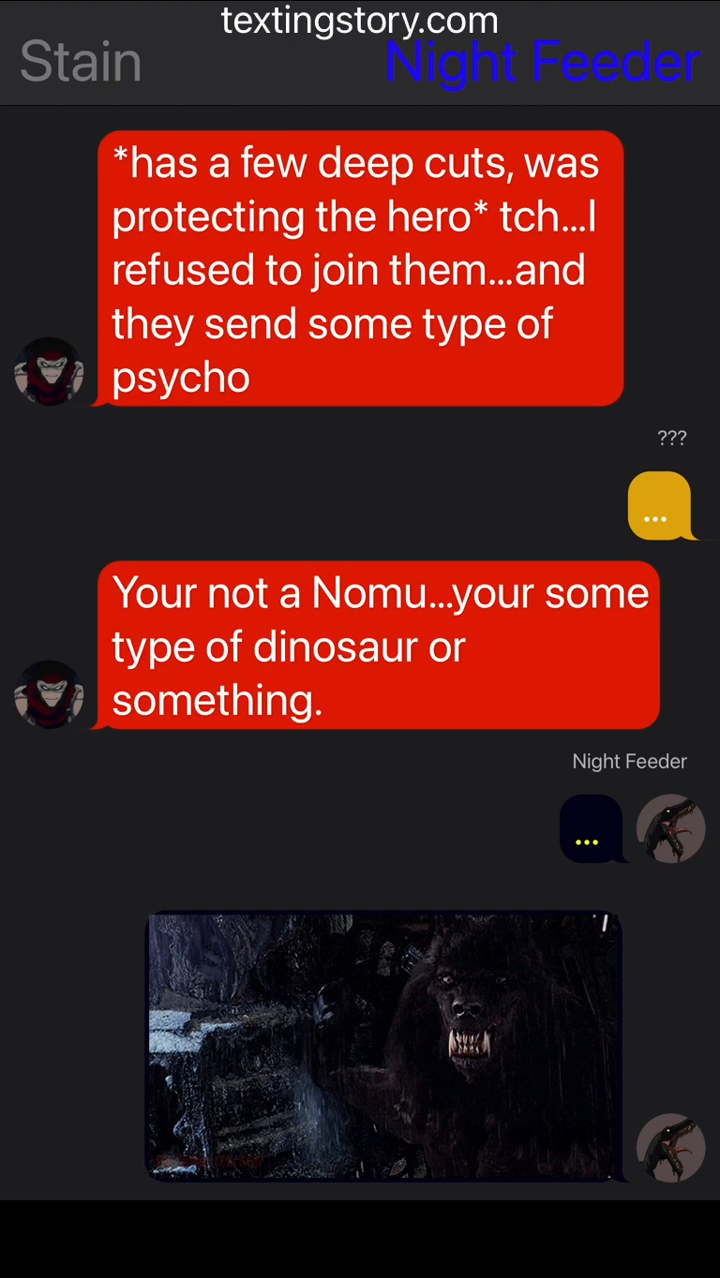 textingstory.com
Stain
Night Feeder
*has a few deep cuts, was
protecting the hero* tch...I
refused to join them...and
they send some type of
psycho
???
...
Your not a Nomu...your some
type of dinosaur or
something.
Night Feeder
...